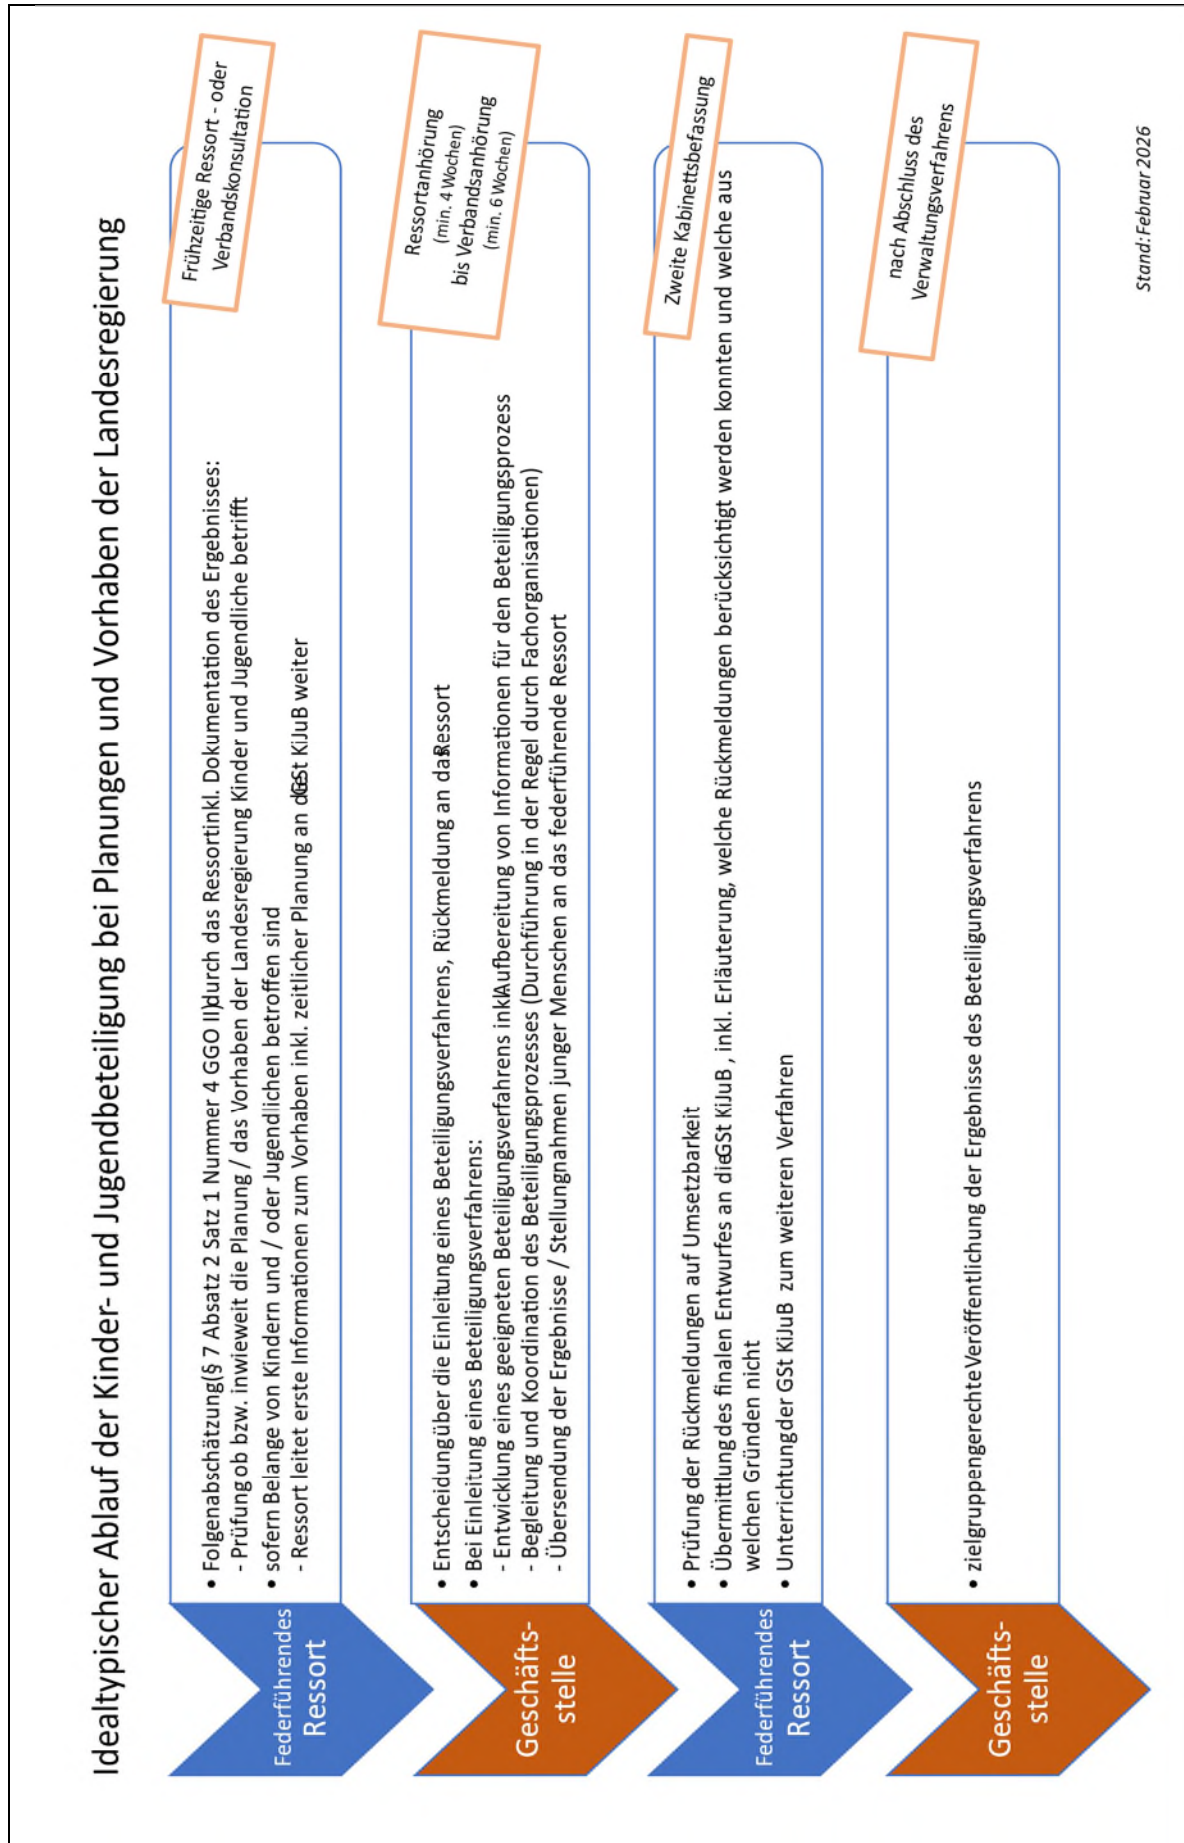 Idealtypischer Ablauf der Kinder- und Jugendbeteiligung bei Planungen und Vorhaben der Landesregierung
Federführendes
Ressort
• Folgenabschätzung(§ 7 Absatz 2 Satz 1 Nummer 4 GGO II)durch das Ressortinkl. Dokumentation des Ergebnisses:
- Prüfung ob bzw. inwieweit die Planung / das Vorhaben der Landesregierung Kinder und Jugendliche betrifft
• sofern Belange von Kindern und / oder Jugendlichen betroffen sind
- Ressort leitet erste Informationen zum Vorhaben inkl. zeitlicher Planung an die GSt KiJuB weiter
Frühzeitige Ressort - oder
Verbandskonsultation
Geschäfts-
stelle
• Entscheidungüber die Einleitung eines Beteiligungsverfahrens, Rückmeldung an das Ressort
• Bei Einleitung eines Beteiligungsverfahrens:
- Entwicklung eines geeigneten Beteiligungsverfahrens inkl. Aufbereitung von Informationen für den Beteiligungsprozess
- Begleitung und Koordination des Beteiligungsprozesses (Durchführung in der Regel durch Fachorganisationen)
- Übersendung der Ergebnisse / Stellungnahmen junger Menschen an das federführende Ressort
Ressortanhörung
(min. 4 Wochen)
bis Verbandsanhörung
(min. 6 Wochen)
Federführendes
Ressort
• Prüfung der Rückmeldungen auf Umsetzbarkeit
• Übermittlung des finalen Entwurfes an die GSt KiJuB , inkl. Erläuterung, welche Rückmeldungen berücksichtigt werden konnten und welche aus
welchen Gründen nicht
• Unterrichtung der GSt KiJuB zum weiteren Verfahren
Zweite Kabinettsbefassung
Geschäfts-
stelle
• zielgruppengerechte Veröffentlichung der Ergebnisse des Beteiligungsverfahrens
nach Abschluss des
Verwaltungsverfahrens
Stand: Februar 2026